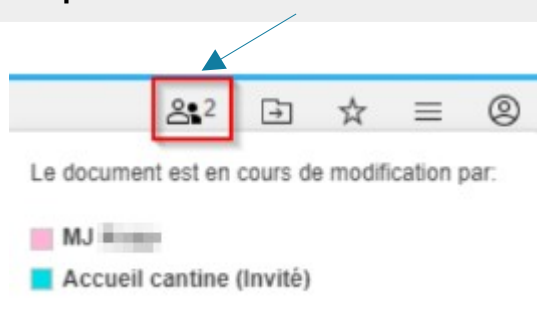 2
Le document est en cours de modification par:
MJ
Accueil cantine (Invité)